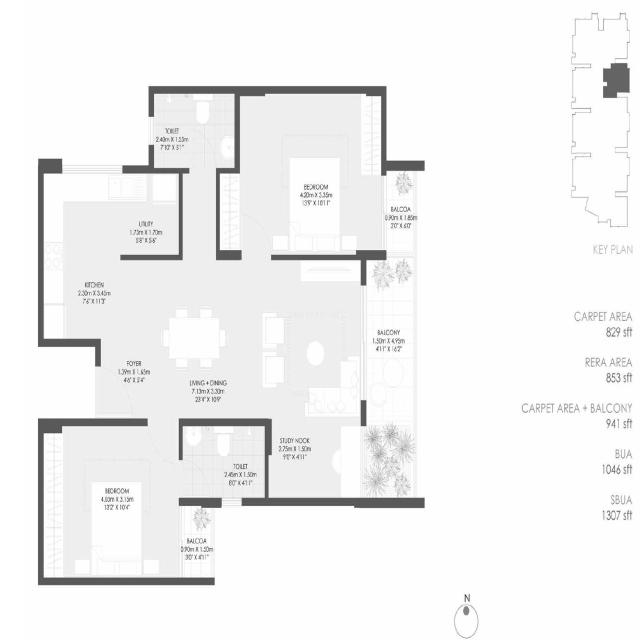 TOILET
2.40m X 1.55m
7'10" X 5'1"
BEDROOM
4.20m X 3.35m
13'9" X 10'11"
BALCOA
0.90m X 1.85m
3'0" X 6'0"
UTILITY
1.73m X 1.70m
5'8" X 5'6"
KITCHEN
2.30m X 3.45m
7'6" X 11'3"
BALCONY
1.50m X 4.95m
4'11" X 16'2"
FOYER
1.39m X 1.65m
4'6" X 5'4"
LIVING + DINING
7.13m X 3.30m
23'4" X 10'9"
STUDY NOOK
2.75m X 1.50m
9'0" X 4'11"
TOILET
2.45m X 1.50m
8'0" X 4'11"
BEDROOM
4.03m X 3.15m
13'2" X 10'4"
BALCOA
0.90m X 1.50m
3'0" X 4'11"
KEY PLAN
CARPET AREA
829 sft
RERA AREA
853 sft
CARPET AREA + BALCONY
941 sft
BUA
1046 sft
SBUA
1307 sft
N